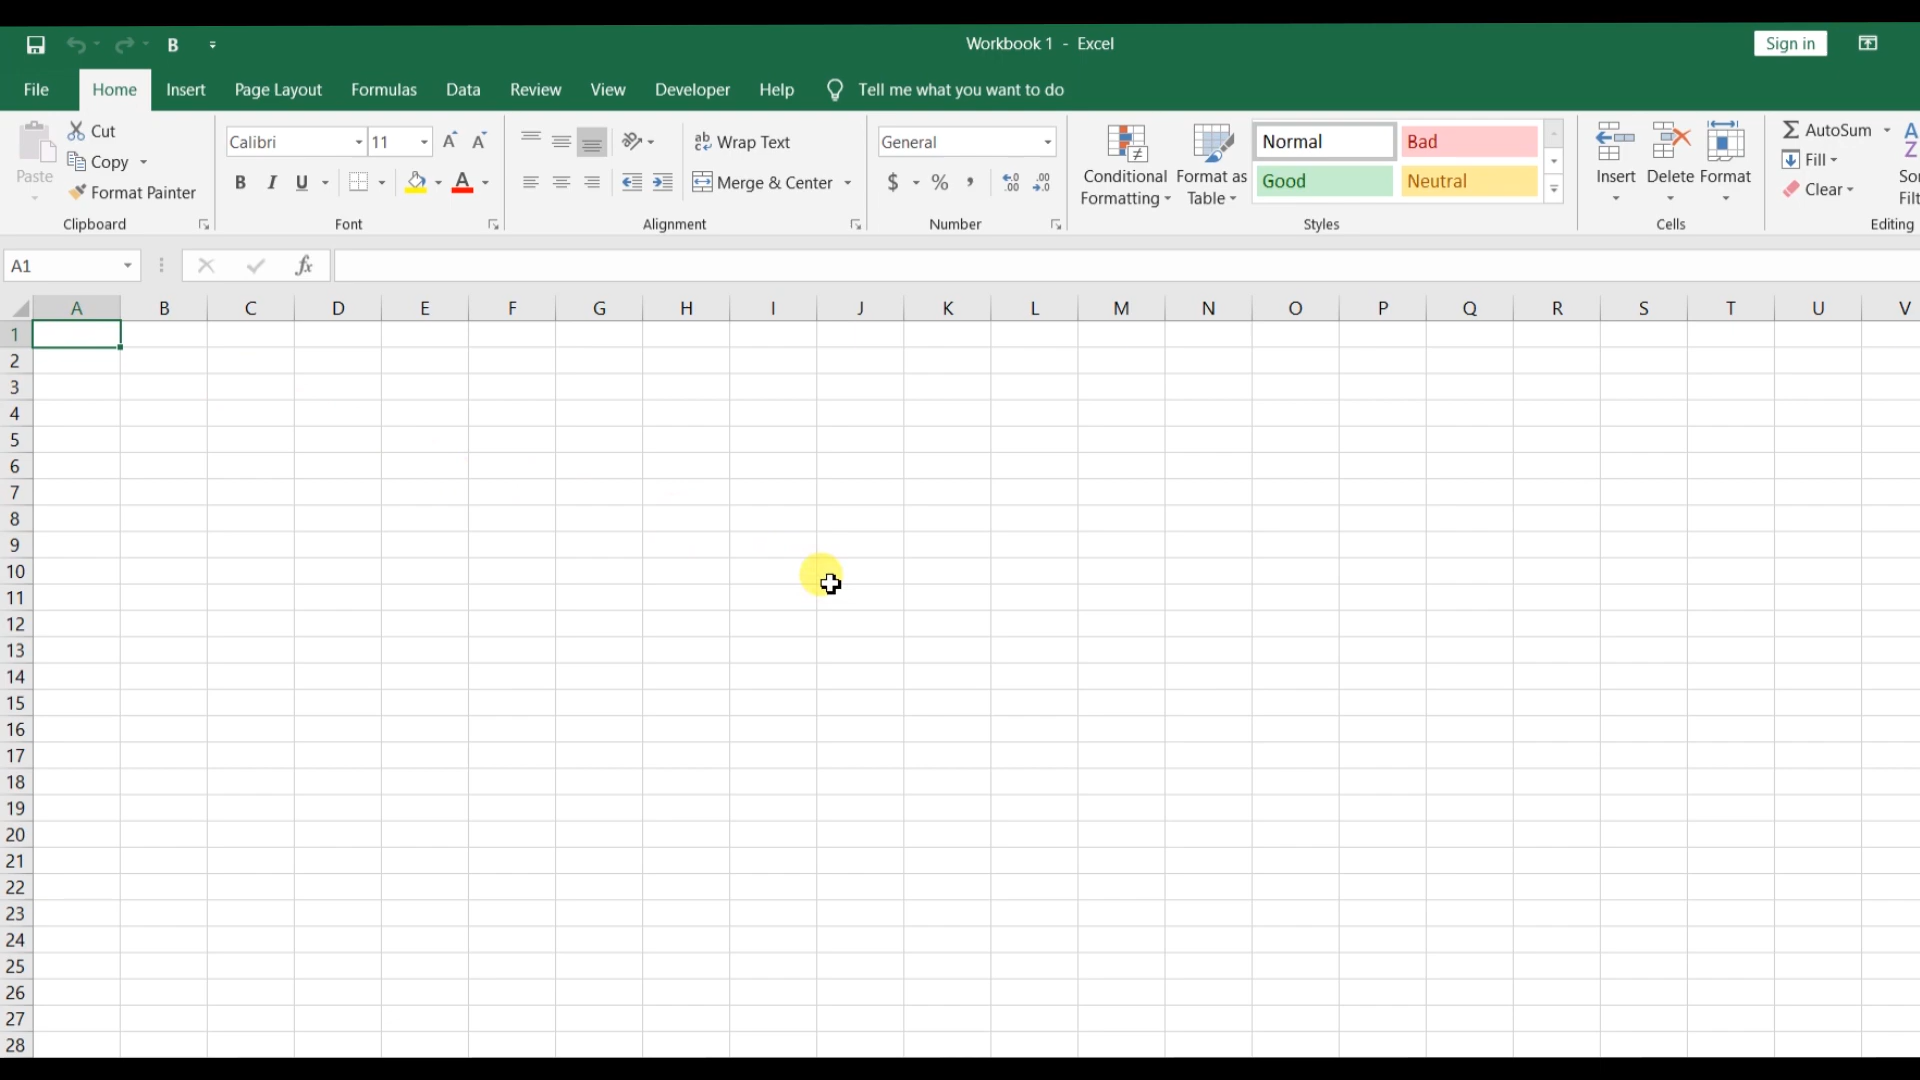 B
Workbook 1 - Excel
Sign in
File Home Insert Page Layout Formulas Data Review View Developer Help Tell me what you want to do
Paste
Cut
Copy
Format Painter
Clipboard
Calibri 11
B I U A
Font
ab Wrap Text
Merge & Center
Alignment
General
$ % ,
Number
Conditional Formatting
Format as Table
Normal Bad
Good Neutral
Styles
Insert Delete Format
Cells
AutoSum
Fill
Clear
Editing
A1 fx
A B C D E F G H I J K L M N O P Q R S T U V
1
2
3
4
5
6
7
8
9
10
11
12
13
14
15
16
17
18
19
20
21
22
23
24
25
26
27
28